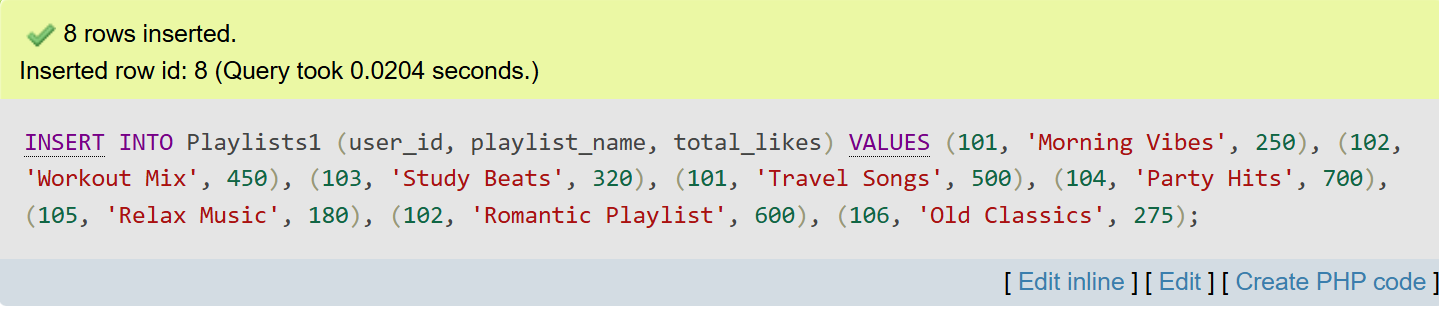 8 rows inserted.
Inserted row id: 8 (Query took 0.0204 seconds.)
INSERT INTO Playlists1 (user_id, playlist_name, total_likes) VALUES (101, 'Morning Vibes', 250), (102,
'Workout Mix', 450), (103, 'Study Beats', 320), (101, 'Travel Songs', 500), (104, 'Party Hits', 700),
(105, 'Relax Music', 180), (102, 'Romantic Playlist', 600), (106, 'Old Classics', 275);
[ Edit inline ] [ Edit ] [ Create PHP code ]